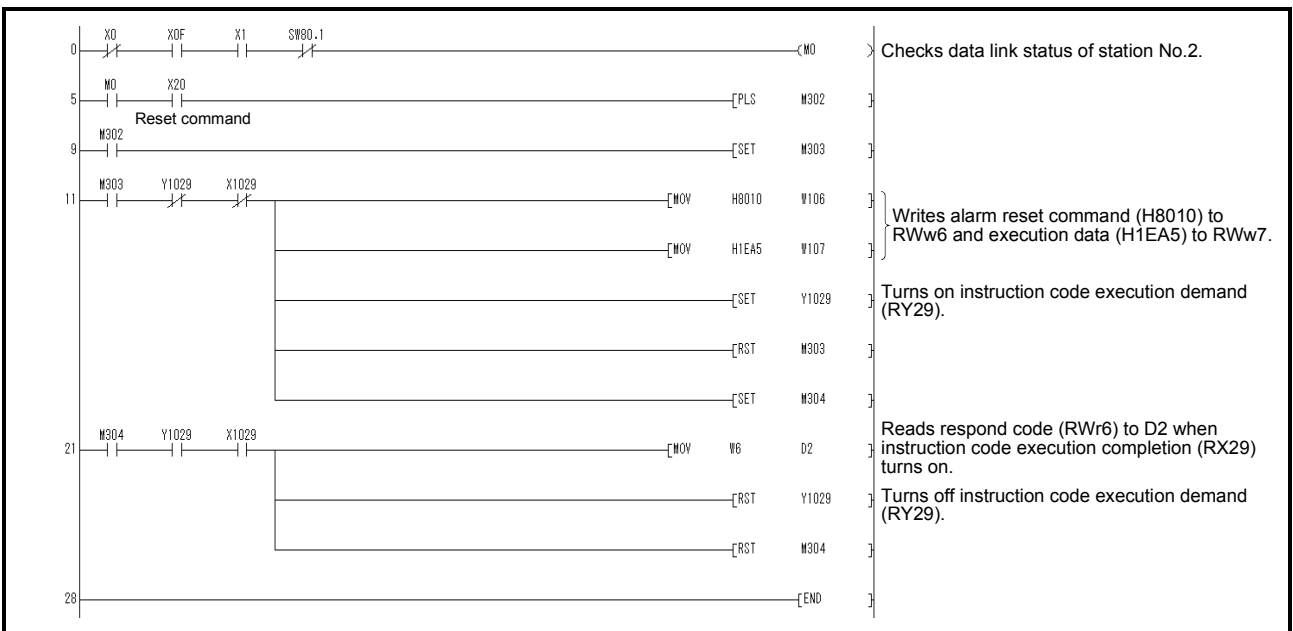 X0 X0F X1 SW80.1
0 M0 Checks data link status of station No.2.
M0 X20
5 PLS M302
Reset command
M302
9 SET M303
M303 Y1029 X1029
11 MOV H8010 W106
Writes alarm reset command (H8010) to
RWw6 and execution data (H1EA5) to RWw7.
MOV H1EA5 W107
SET Y1029
Turns on instruction code execution demand
(RY29).
RST M303
SET M304
M304 Y1029 X1029
21 MOV W6 D2
Reads respond code (RWr6) to D2 when
instruction code execution completion (RX29)
turns on.
RST Y1029
Turns off instruction code execution demand
(RY29).
RST M304
28 END